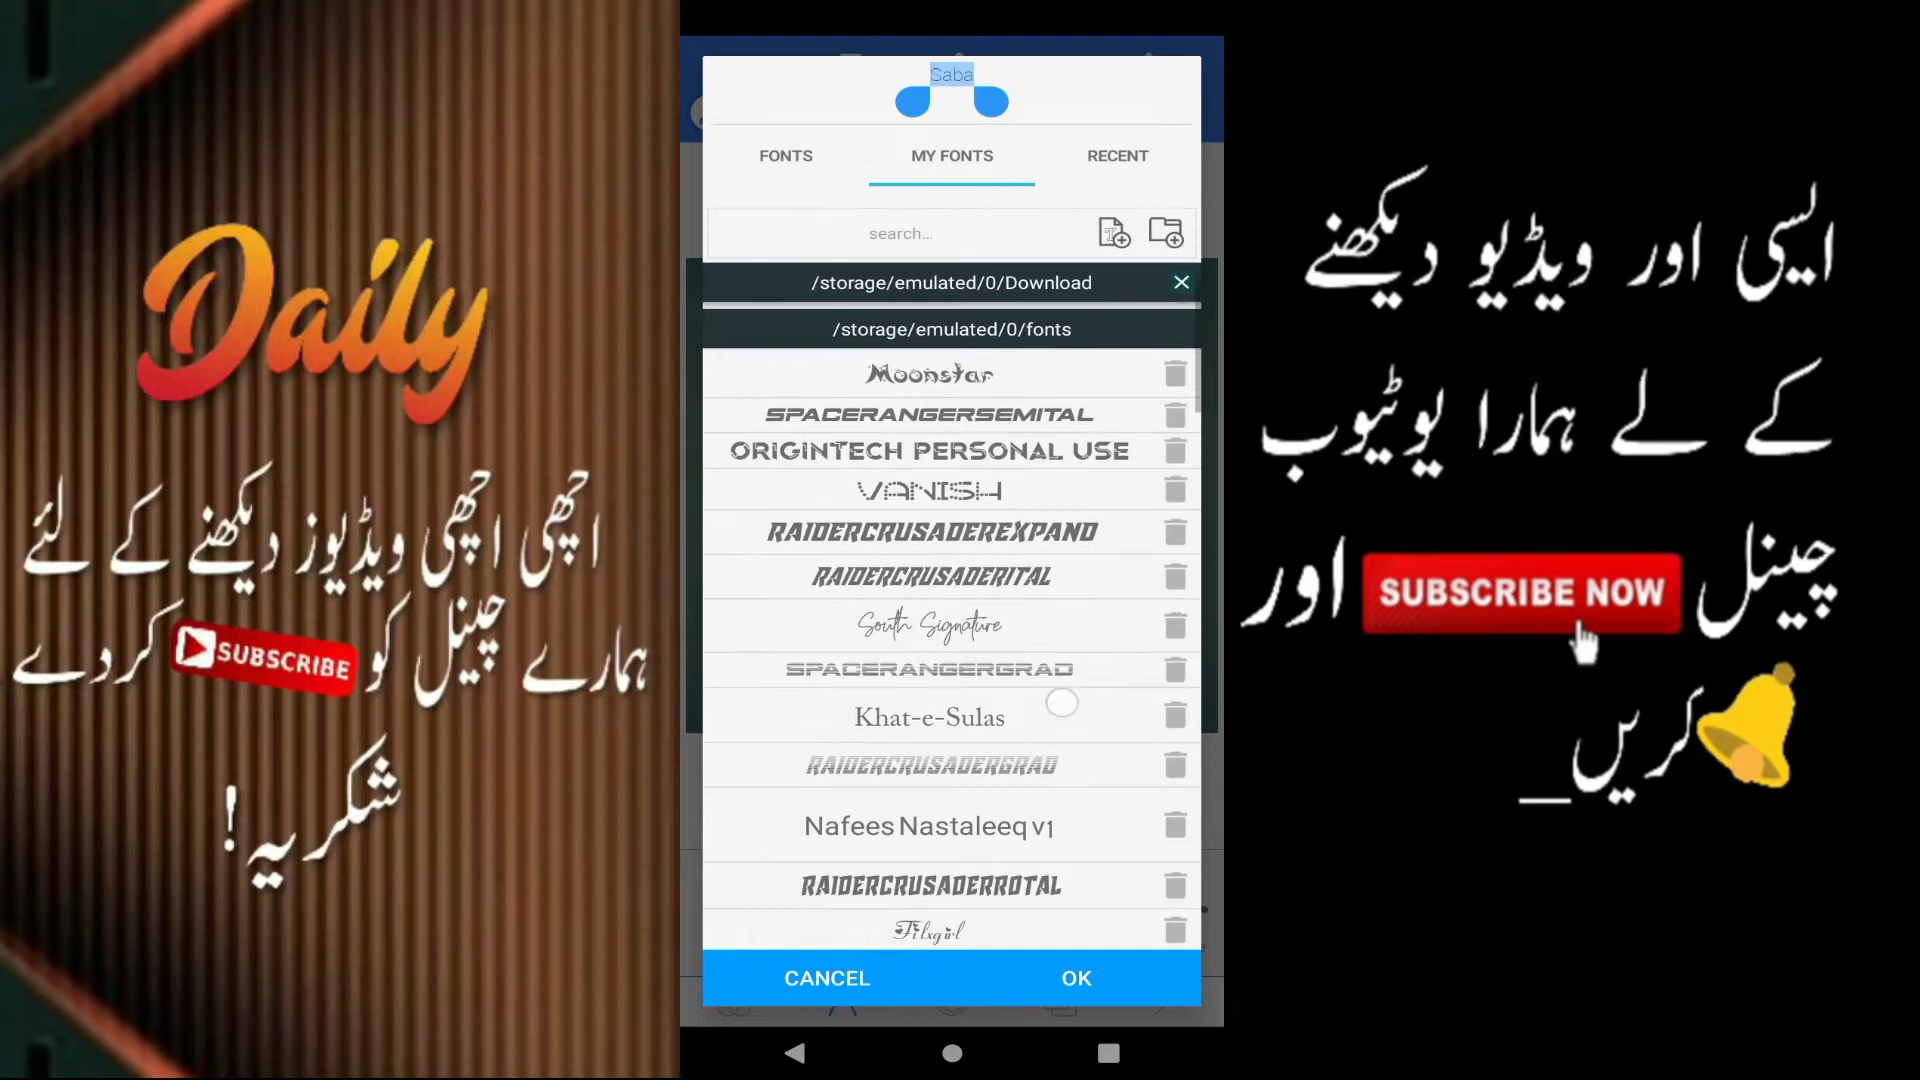 Daily
اچھی اچھی ویڈیوز دیکھنے کے لئے
ہمارے چینل کو SUBSCRIBE کردے
شکریہ!
Saba
FONTS
MY FONTS
RECENT
search...
/storage/emulated/0/Download
/storage/emulated/0/fonts
Moonstar
SPACERANGERSEMITAL
ORIGINTECH PERSONAL USE
VANISH
RAIDERCRUSADEREXPAND
RAIDERCRUSADERITAL
South Signature
SPACERANGERGRAD
Khat-e-Sulas
RAIDERCRUSADERGRAD
Nafees Nastaleeq v1
RAIDERCRUSADERROTAL
Filxgirl
CANCEL
OK
ایسی اور ویڈیو دیکھنے
کے لے ہمارا یوٹیوب
چینل SUBSCRIBE NOW اور
کریں_